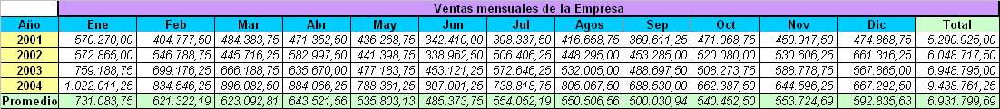 Ventas mensuales de la Empresa
Año Ene Feb Mar Abr May Jun Jul Agos Sep Oct Nov Dic Total
2001 570.270,00 404.777,50 484.383,75 471.352,50 436.268,75 342.410,00 398.337,50 416.658,75 369.611,25 471.068,75 450.917,50 474.868,75 5.290.925,00
2002 572.865,00 546.788,75 445.716,25 582.997,50 441.398,75 338.962,50 506.406,25 448.295,00 453.285,00 520.080,00 530.606,25 661.316,25 6.048.717,50
2003 759.188,75 699.176,25 666.188,75 635.670,00 477.183,75 453.121,25 572.646,25 532.005,00 488.697,50 508.273,75 588.778,75 567.865,00 6.948.795,00
2004 1.022.011,25 834.546,25 896.082,50 884.066,25 788.361,25 807.001,25 738.818,75 805.067,50 688.530,00 662.387,50 644.596,25 667.292,50 9.438.761,25
Promedio 731.083,75 621.322,19 623.092,81 643.521,56 535.803,13 485.373,75 554.052,19 550.506,56 500.030,94 540.452,50 553.724,69 592.835,63 6.931.799,69